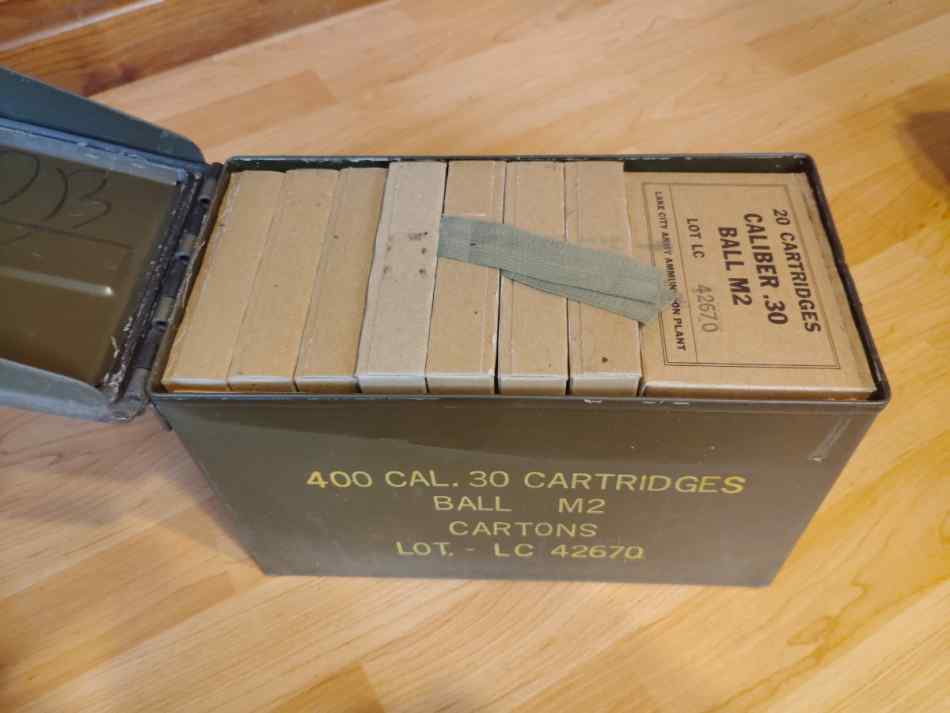 20 CARTRIDGES
CALIBER .30
BALL M2
LOT LC 42670
LAKE CITY ARMY PLANT
400 CAL. 30 CARTRIDGES
BALL M2
CARTONS
LOT. - LC 42670